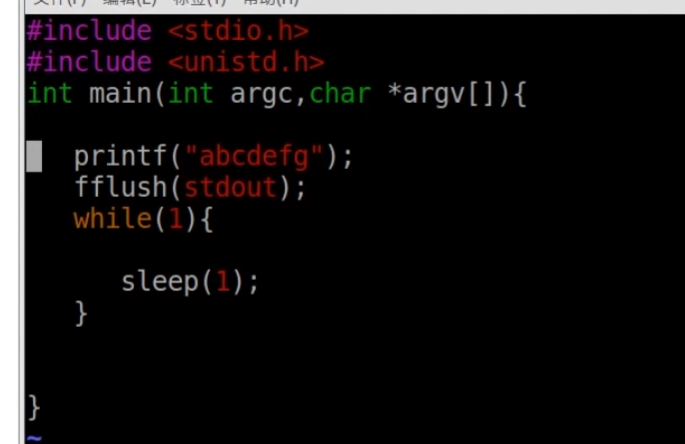 文件(F) 编辑(E) 标签(T) 帮助(H)
#include <stdio.h>
#include <unistd.h>
int main(int argc,char *argv[]){
printf("abcdefg");
fflush(stdout);
while(1){
sleep(1);
}
}
~